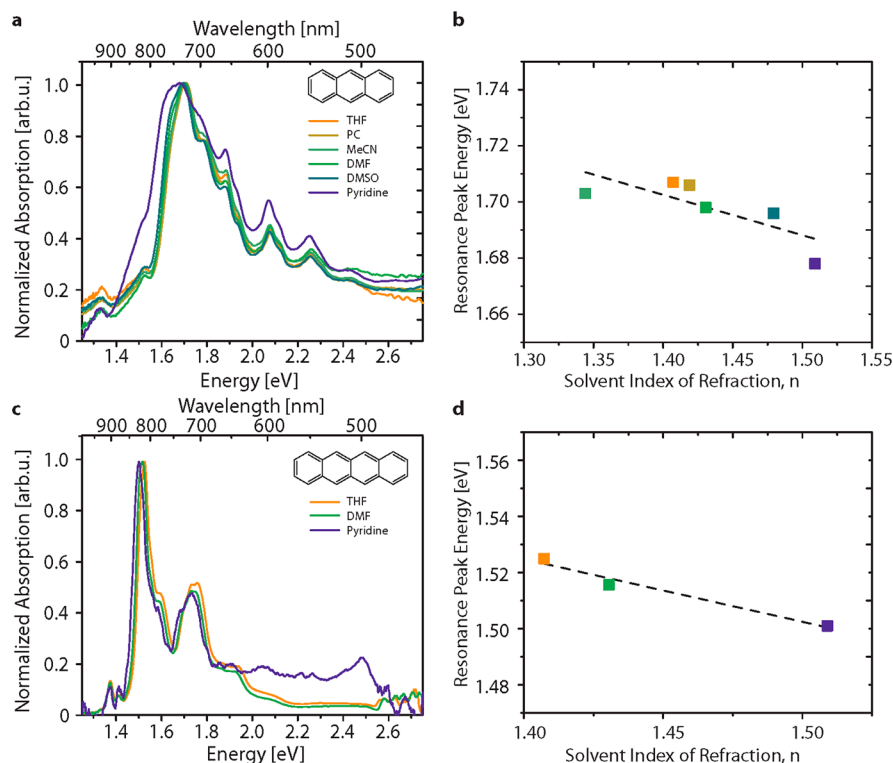 a
Wavelength [nm]
900 800 700 600 500
Normalized Absorption [arb.u.]
1.0
0.8
0.6
0.4
0.2
0
THF
PC
MeCN
DMF
DMSO
Pyridine
1.4 1.6 1.8 2.0 2.2 2.4 2.6
Energy [eV]
b
Resonance Peak Energy [eV]
1.74
1.72
1.70
1.68
1.66
1.30 1.35 1.40 1.45 1.50 1.55
Solvent Index of Refraction, n
c
Wavelength [nm]
900 800 700 600 500
Normalized Absorption [arb.u.]
1.0
0.8
0.6
0.4
0.2
0
THF
DMF
Pyridine
1.4 1.6 1.8 2.0 2.2 2.4 2.6
Energy [eV]
d
Resonance Peak Energy [eV]
1.56
1.54
1.52
1.50
1.48
1.40 1.45 1.50
Solvent Index of Refraction, n